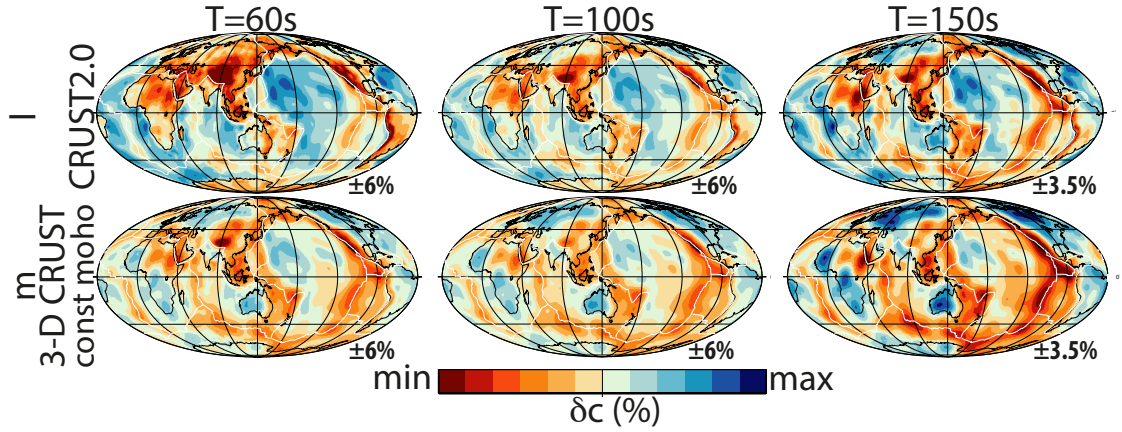 T=60s T=100s T=150s
l
CRUST2.0
±6% ±6% ±3.5%
m
3-D CRUST
const moho
±6% ±6% ±3.5%
min max
δc (%)